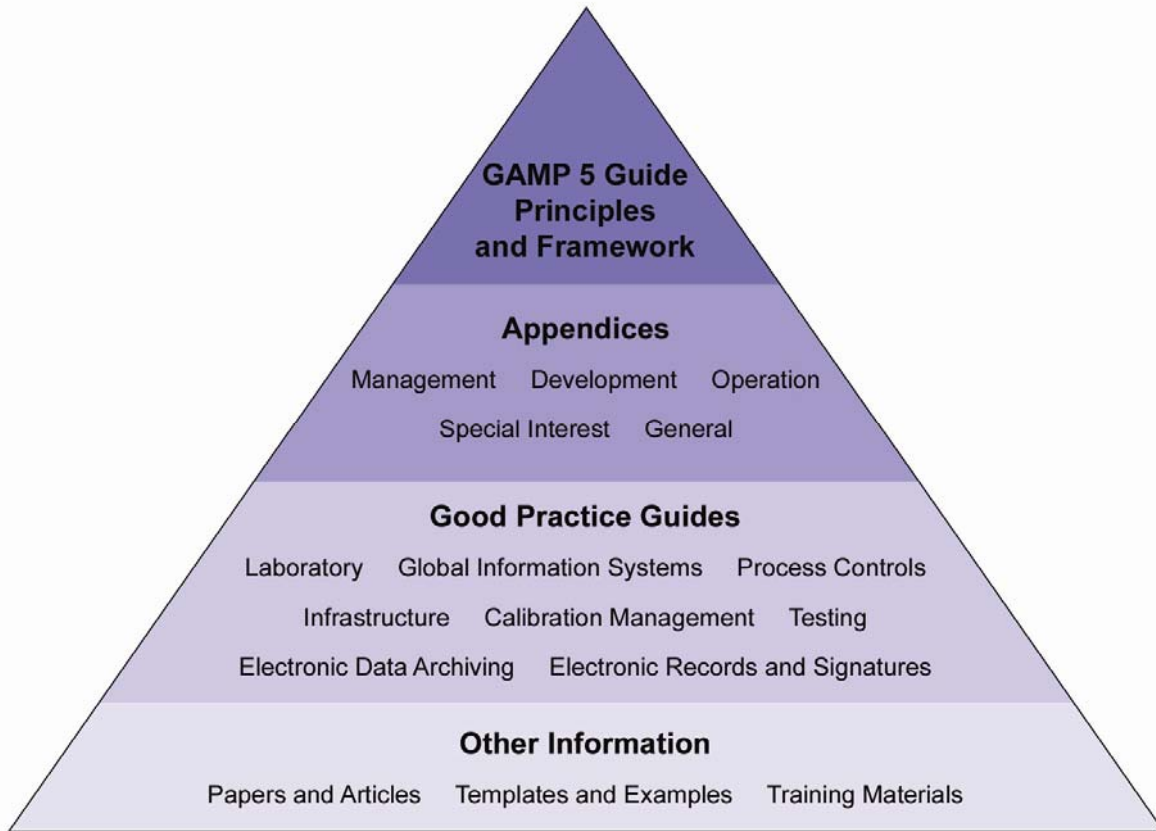 GAMP 5 Guide
Principles
and Framework
Appendices
Management Development Operation
Special Interest General
Good Practice Guides
Laboratory Global Information Systems Process Controls
Infrastructure Calibration Management Testing
Electronic Data Archiving Electronic Records and Signatures
Other Information
Papers and Articles Templates and Examples Training Materials